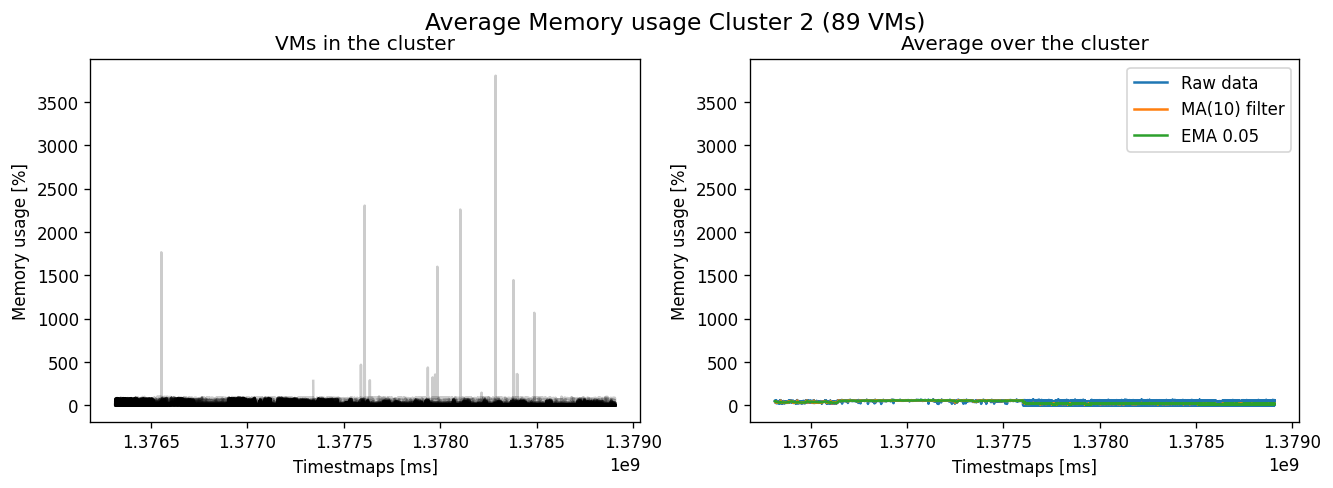 Average Memory usage Cluster 2 (89 VMs)
VMs in the cluster
Memory usage [%]
3500
3000
2500
2000
1500
1000
500
0
1.3765 1.3770 1.3775 1.3780 1.3785 1.3790
1e9
Timestmaps [ms]
Average over the cluster
Raw data
MA(10) filter
EMA 0.05
Memory usage [%]
3500
3000
2500
2000
1500
1000
500
0
1.3765 1.3770 1.3775 1.3780 1.3785 1.3790
1e9
Timestmaps [ms]